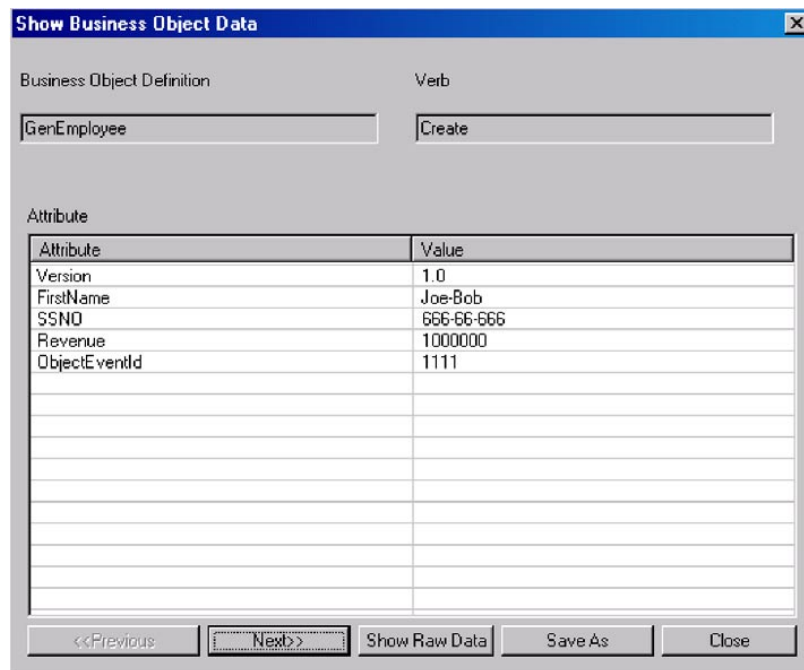 Show Business Object Data
Business Object Definition Verb
GenEmployee Create
Attribute
Attribute Value
Version 1.0
FirstName Joe-Bob
SSNO 666-66-666
Revenue 1000000
ObjectEventId 1111
<<Previous Next>> Show Raw Data Save As Close